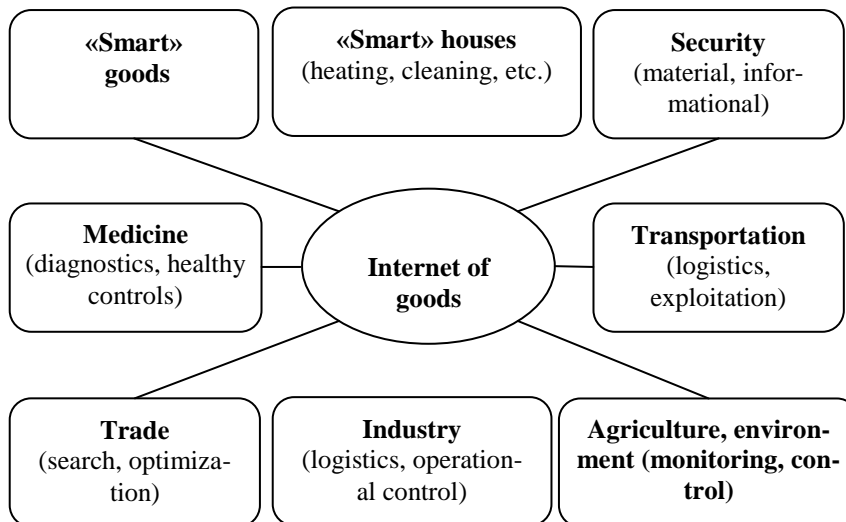 «Smart»
goods
«Smart» houses
(heating, cleaning, etc.)
Security
(material, infor-
mational)
Medicine
(diagnostics, healthy
controls)
Internet of
goods
Transportation
(logistics,
exploitation)
Trade
(search, optimiza-
tion)
Industry
(logistics, operation-
al control)
Agriculture, environ-
ment (monitoring, con-
trol)